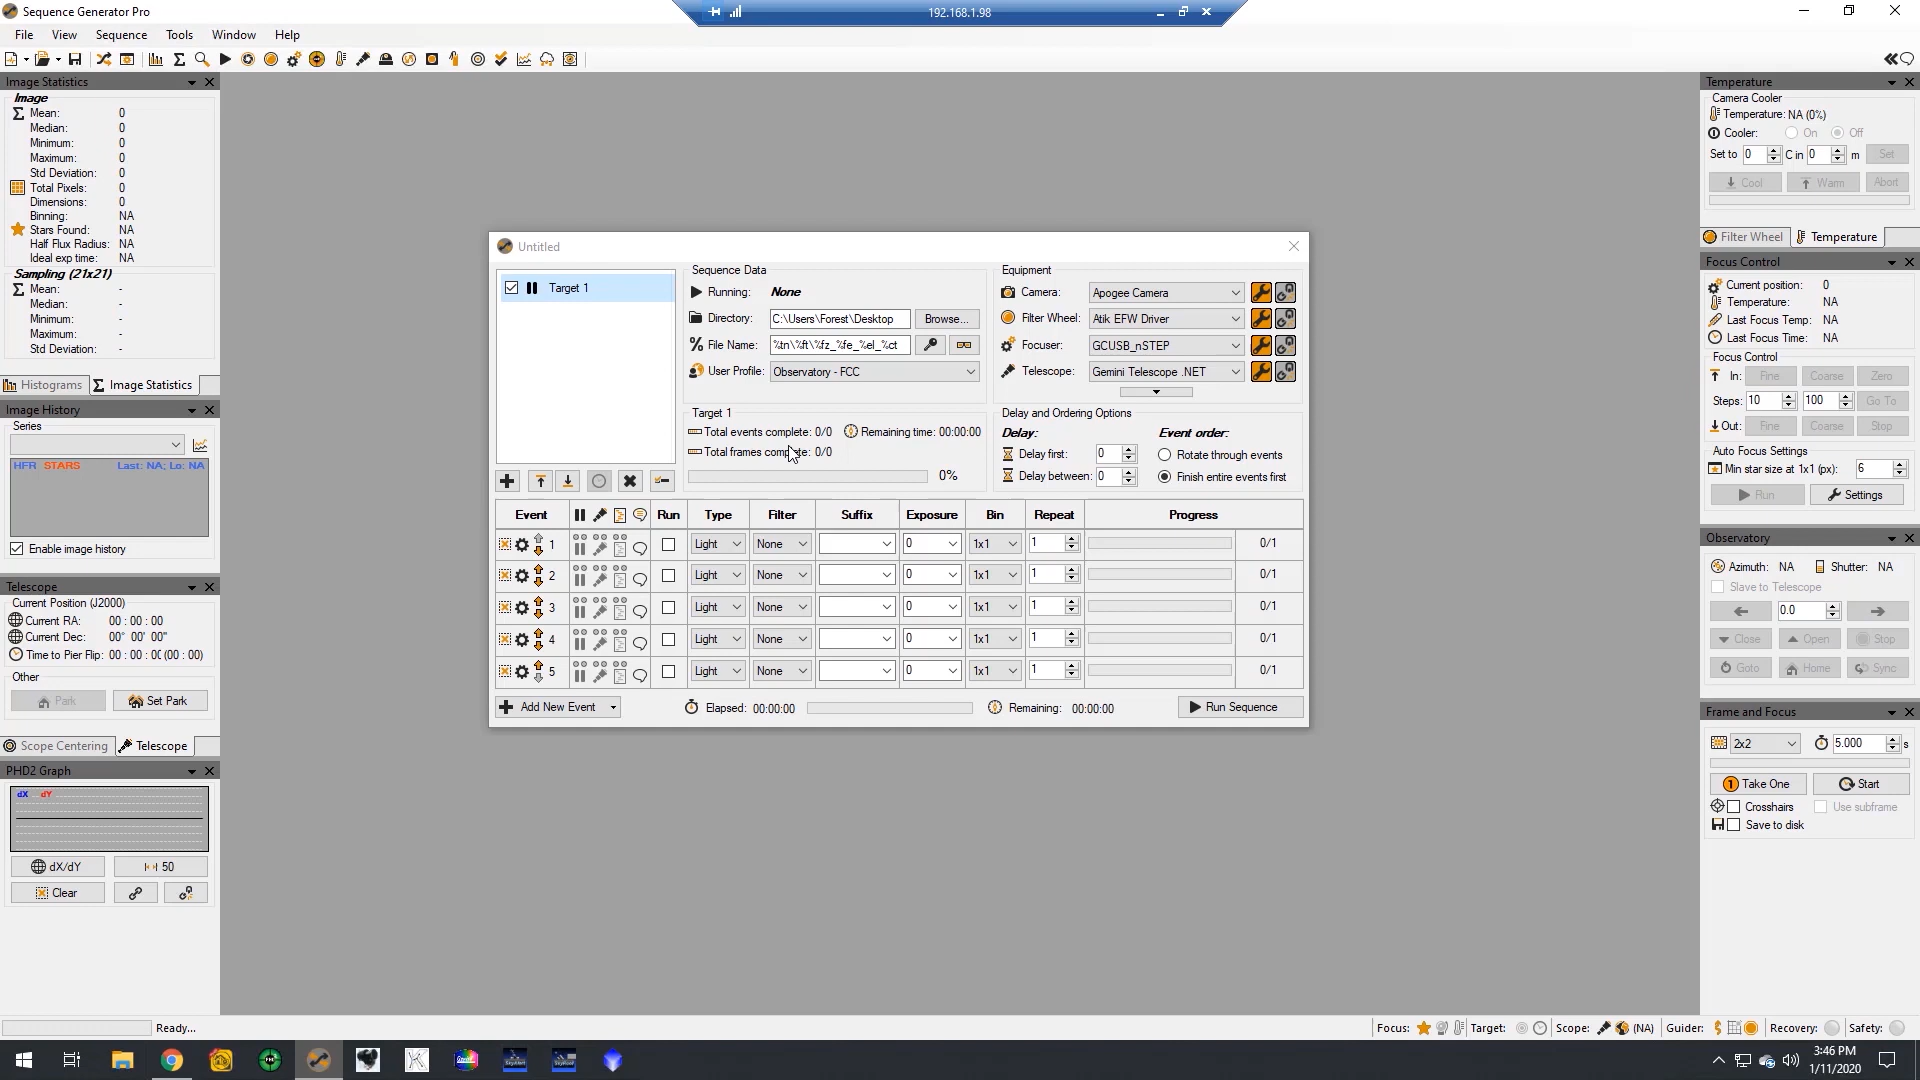 Sequence Generator Pro
192.168.1.98
File View Sequence Tools Window Help
Image Statistics
Image
Mean: 0
Median: 0
Minimum: 0
Maximum: 0
Std Deviation: 0
Total Pixels: 0
Dimensions: 0
Binning: NA
Stars Found: NA
Half Flux Radius: NA
Ideal exp time: NA
Sampling (21x21)
Mean: -
Median: -
Minimum: -
Maximum: -
Std Deviation: -
Histograms Image Statistics
Image History
Series
HFR STARS Last: NA; Lo: NA
Enable image history
Telescope
Current Position (J2000)
Current RA: 00 : 00 : 00
Current Dec: 00° 00' 00"
Time to Pier Flip: 00 : 00 : 0( (00 : 00)
Other
Park Set Park
Scope Centering Telescope
PHD2 Graph
dX dY
dX/dY 50
Clear
Untitled
Target 1
Sequence Data
Running: None
Directory: C:\Users\Forest\Desktop Browse...
File Name: %tn\%ft\%fz_%fe_%el_%ct
User Profile: Observatory - FCC
Equipment
Camera: Apogee Camera
Filter Wheel: Atik EFW Driver
Focuser: GCUSB_nSTEP
Telescope: Gemini Telescope .NET
Target 1
Total events complete: 0/0 Remaining time: 00:00:00
Total frames complete: 0/0
0%
Delay and Ordering Options
Delay: Event order:
Delay first: 0 Rotate through events
Delay between: 0 Finish entire events first
Event Run Type Filter Suffix Exposure Bin Repeat Progress
1 Light None 0 1x1 1 0/1
2 Light None 0 1x1 1 0/1
3 Light None 0 1x1 1 0/1
4 Light None 0 1x1 1 0/1
5 Light None 0 1x1 1 0/1
Add New Event Elapsed: 00:00:00 Remaining: 00:00:00 Run Sequence
Temperature
Camera Cooler
Temperature: NA (0%)
Cooler: On Off
Set to 0 C in 0 m Set
Cool Warm Abort
Filter Wheel Temperature
Focus Control
Current position: 0
Temperature: NA
Last Focus Temp: NA
Last Focus Time: NA
Focus Control
In: Fine Coarse Zero
Steps: 10 100 Go To
Out: Fine Coarse Stop
Auto Focus Settings
Min star size at 1x1 (px): 6
Run Settings
Observatory
Azimuth: NA Shutter: NA
Slave to Telescope
0.0
Close Open Stop
Goto Home Sync
Frame and Focus
2x2 5.000 s
Take One Start
Crosshairs Use subframe
Save to disk
Ready... Focus: Target: Scope: (NA) Guider: Recovery: Safety:
3:46 PM
1/11/2020